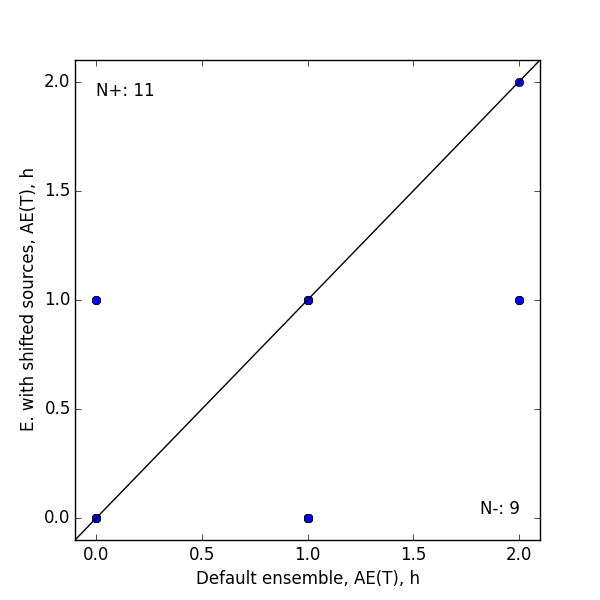 N+: 11
2.0
1.5
1.0
0.5
0.0
E. with shifted sources, AE(T), h
N-: 9
0.0 0.5 1.0 1.5 2.0
Default ensemble, AE(T), h